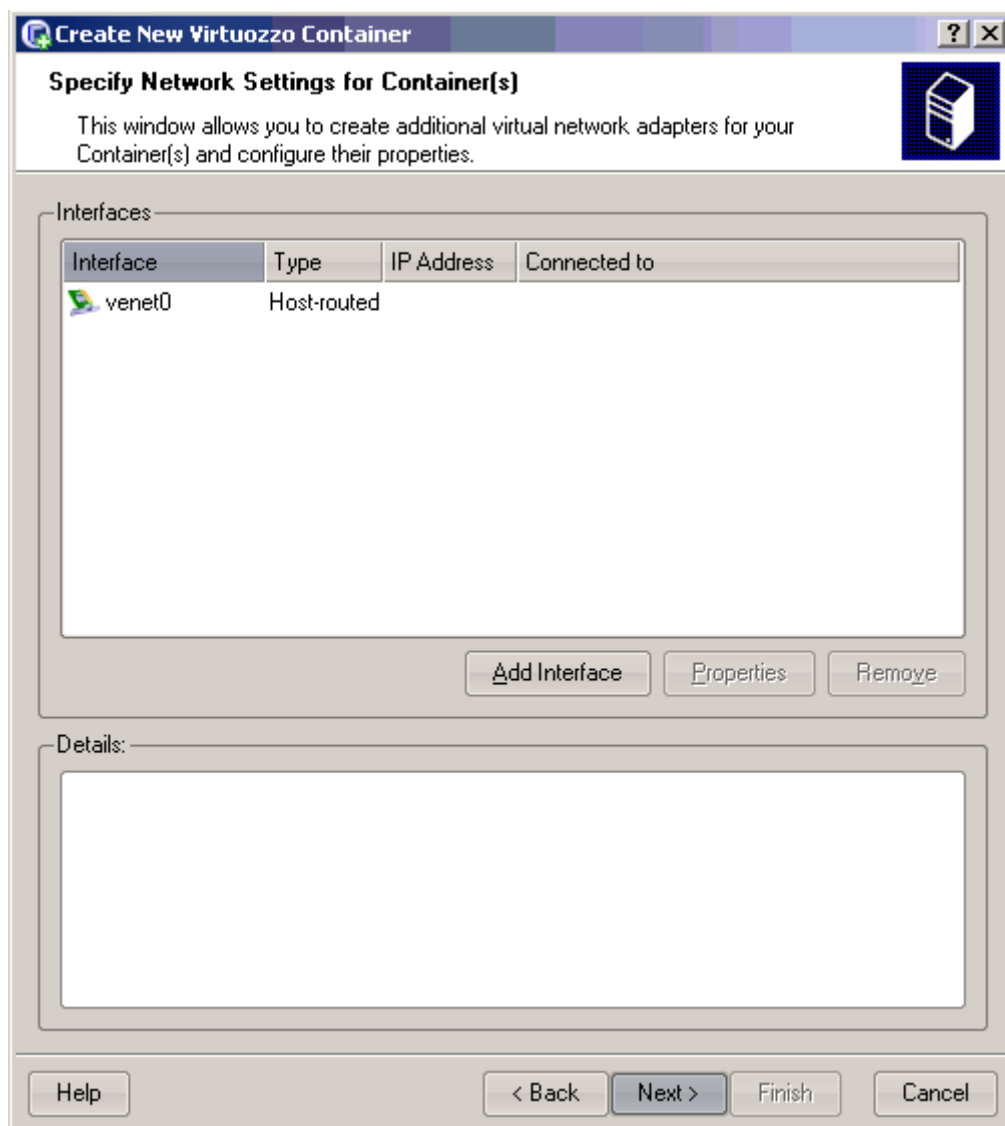 Create New Virtuozzo Container
Specify Network Settings for Container(s)
This window allows you to create additional virtual network adapters for your
Container(s) and configure their properties.
Interfaces
Interface Type IP Address Connected to
venet0 Host-routed
Add Interface Properties Remove
Details:
Help < Back Next > Finish Cancel